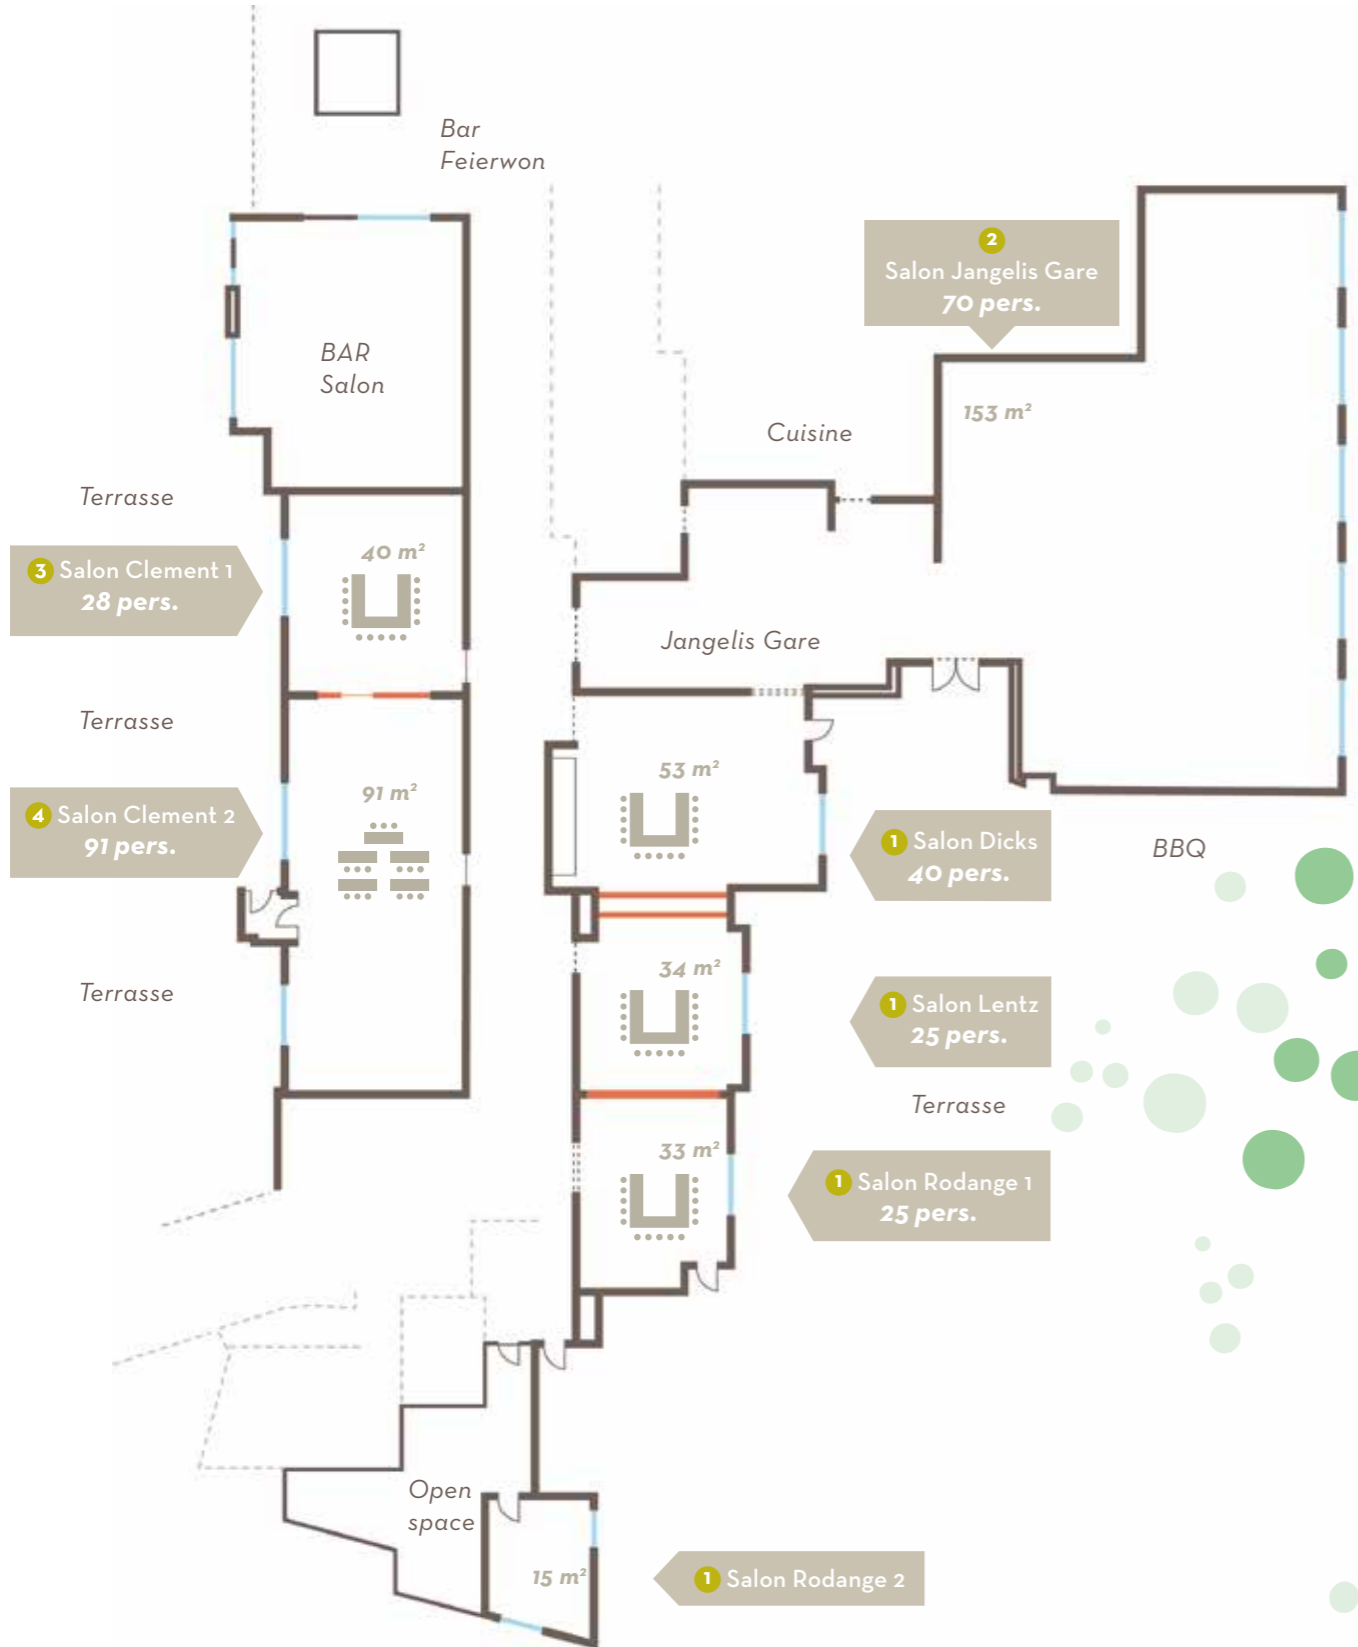 Bar
Feierwon
2
Salon Jangelis Gare
70 pers.
BAR
Salon
153 m²
Cuisine
Terrasse
40 m²
3 Salon Clement 1
28 pers.
Jangelis Gare
Terrasse
53 m²
91 m²
4 Salon Clement 2
91 pers.
1 Salon Dicks
40 pers.
BBQ
34 m²
Terrasse
1 Salon Lentz
25 pers.
Terrasse
33 m²
1 Salon Rodange 1
25 pers.
Open
space
15 m²
1 Salon Rodange 2